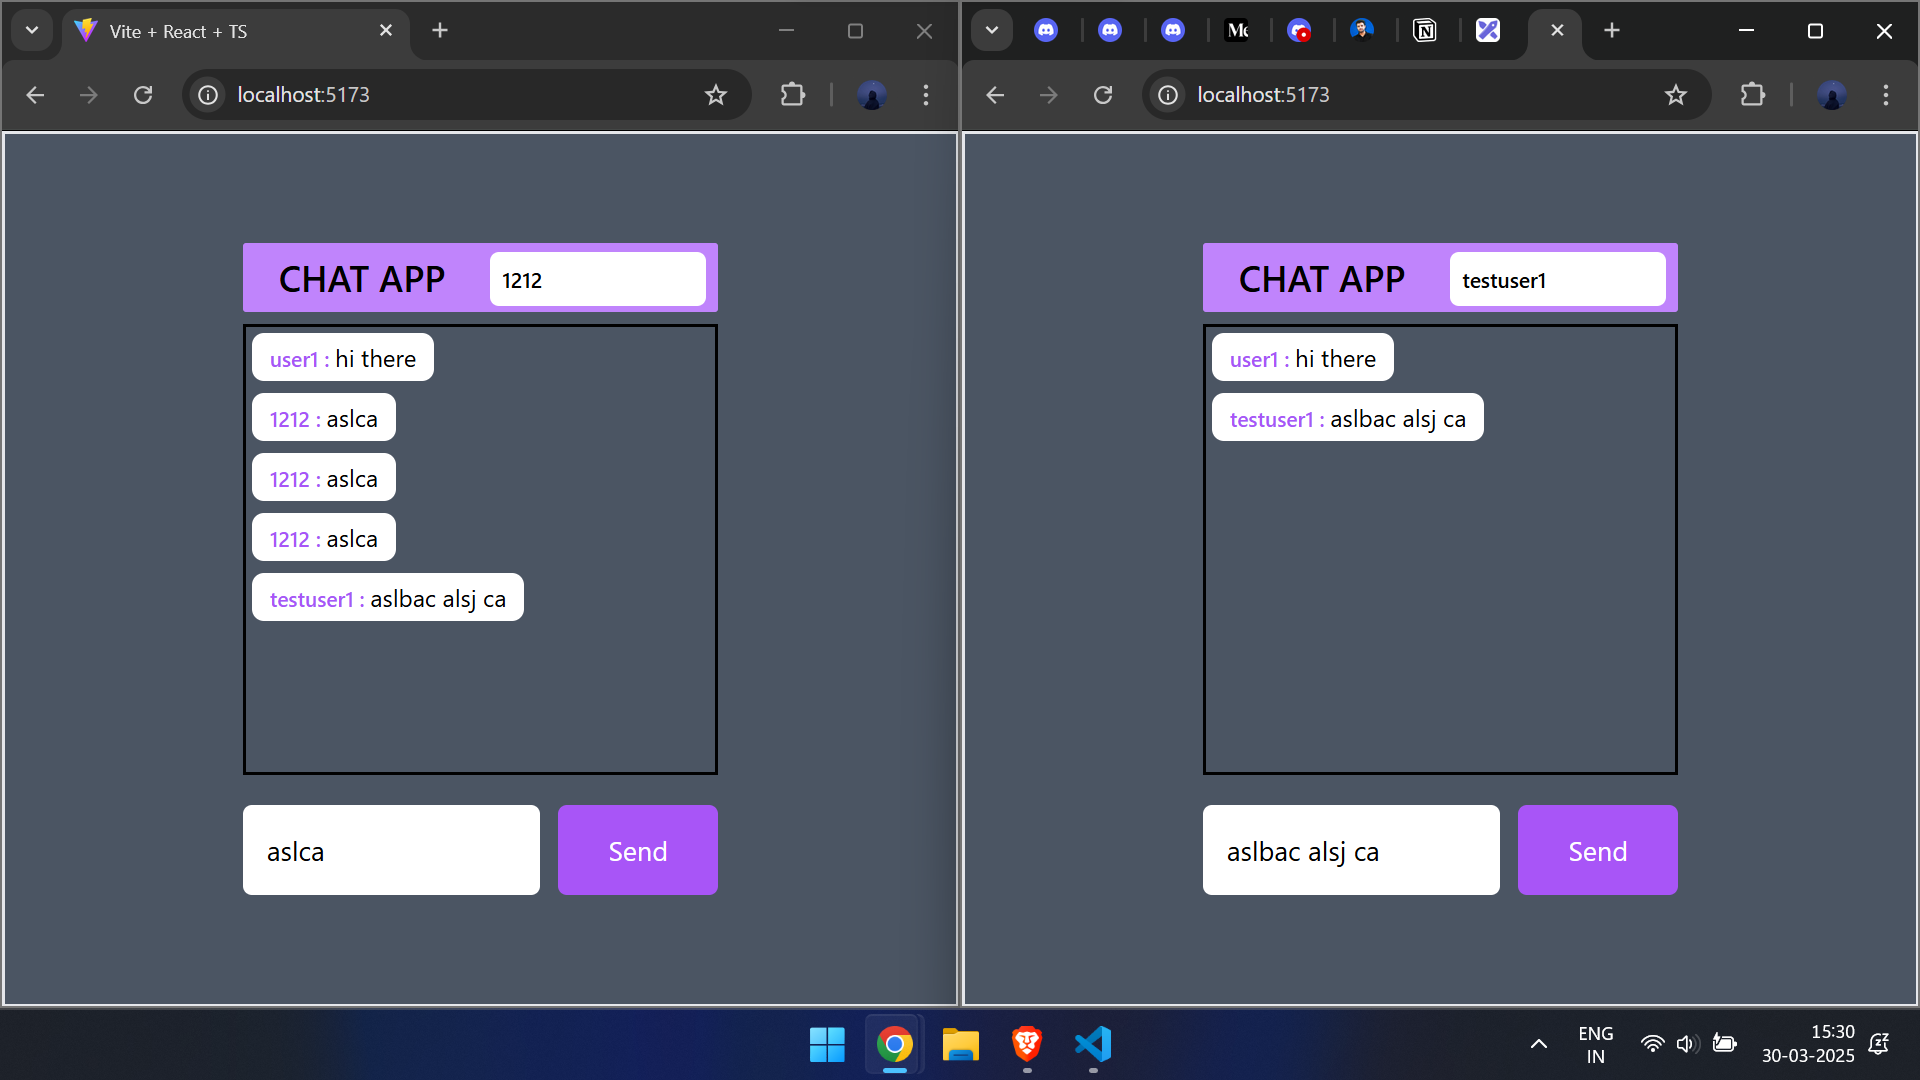 Vite + React + TS
localhost:5173
CHAT APP
1212
user1 : hi there
1212 : aslca
1212 : aslca
1212 : aslca
testuser1 : aslbac alsj ca
aslca
Send
localhost:5173
CHAT APP
testuser1
user1 : hi there
testuser1 : aslbac alsj ca
aslbac alsj ca
Send
ENG
IN
15:30
30-03-2025